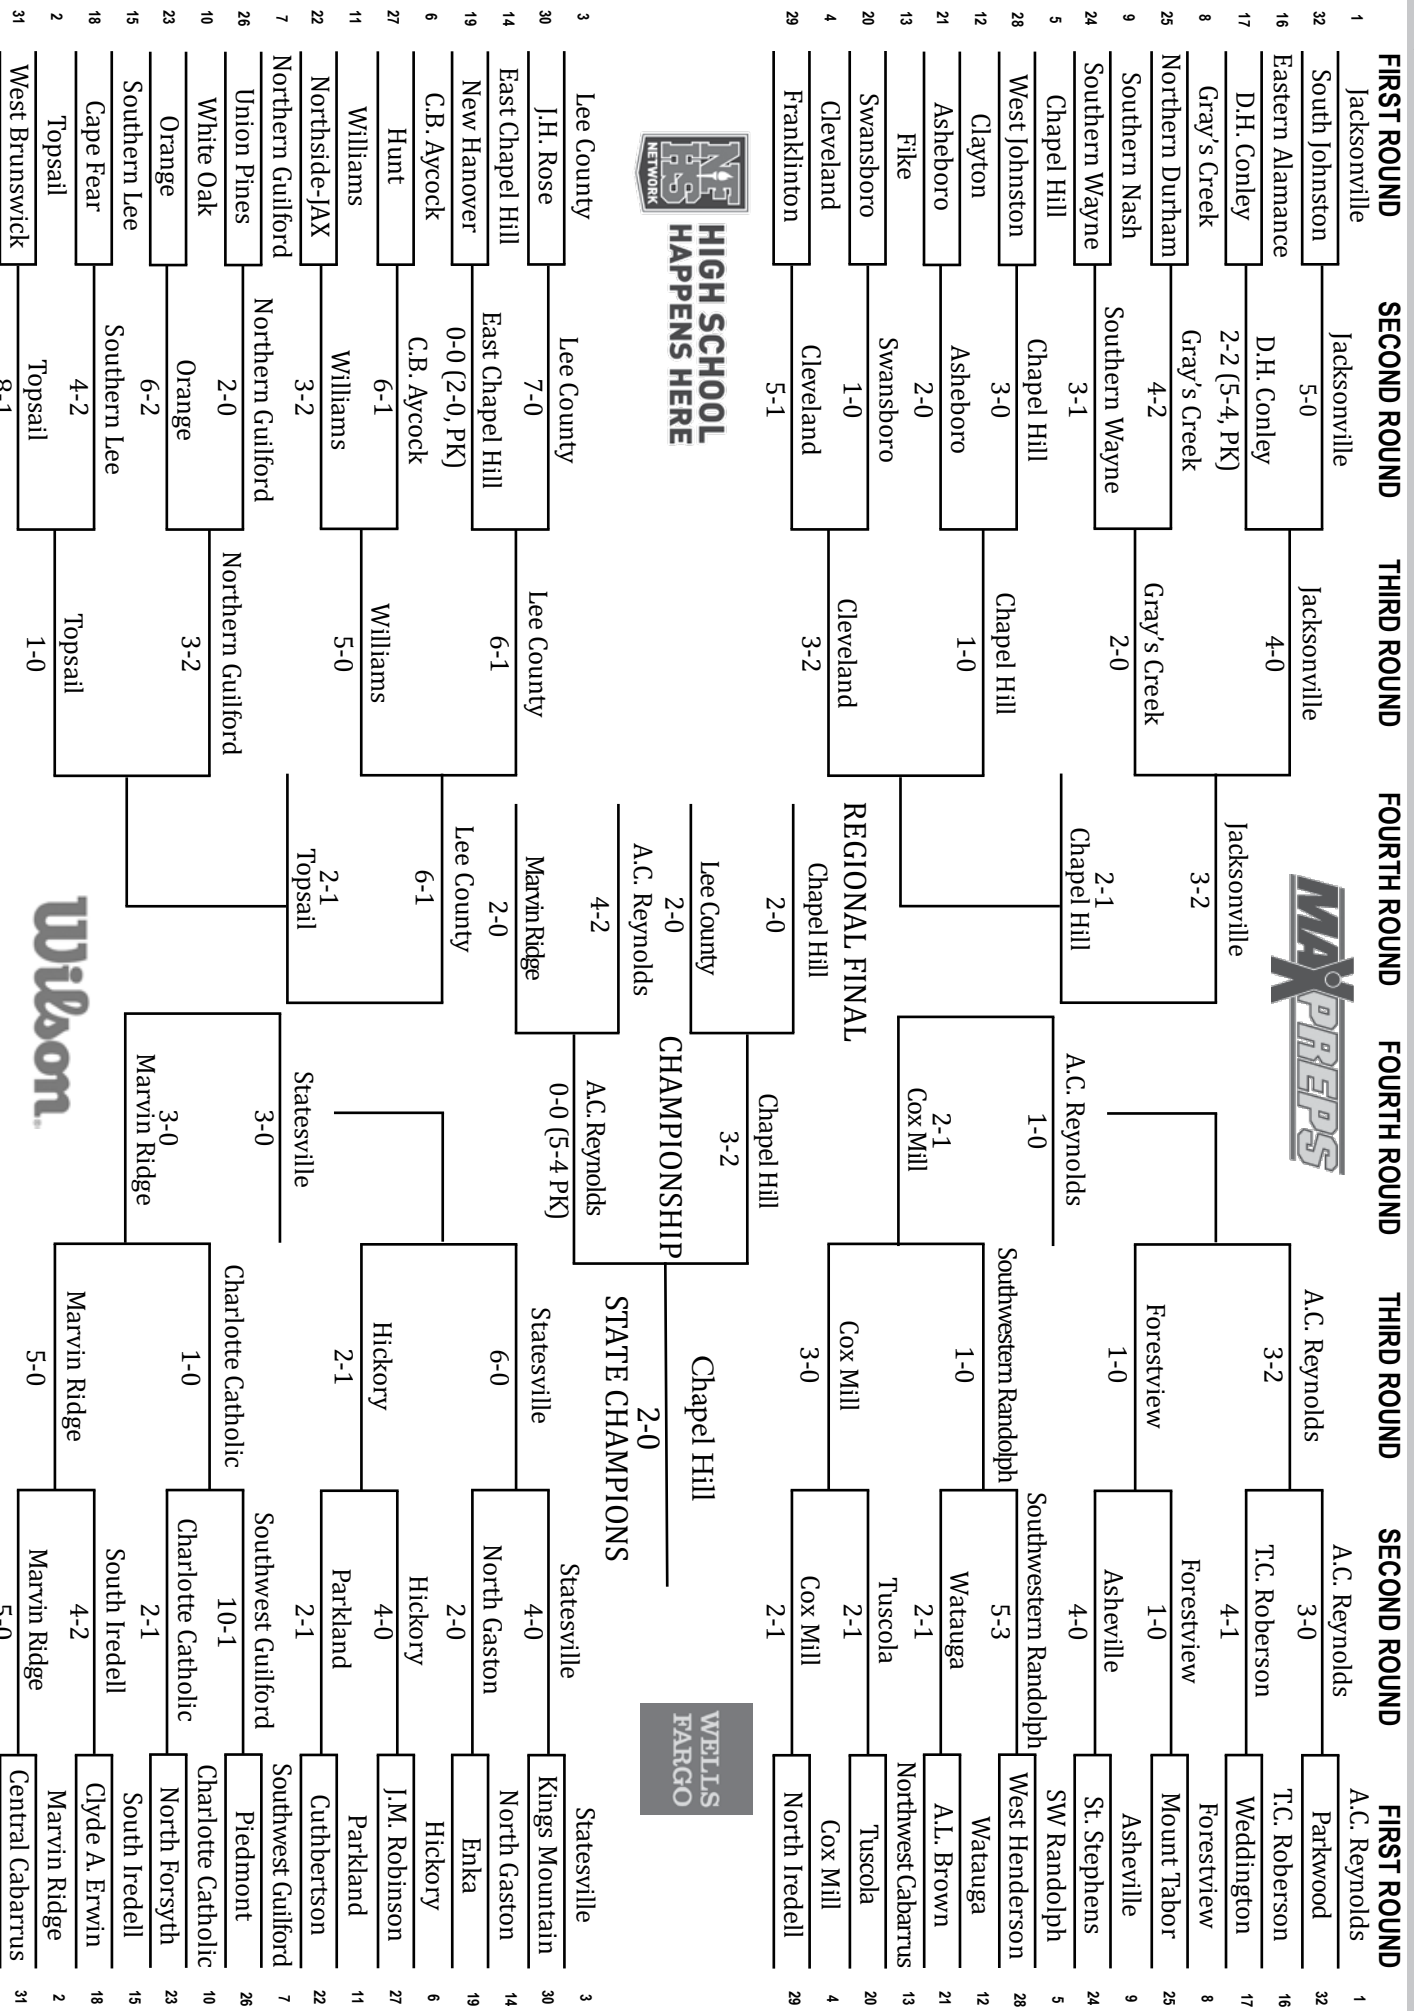 FIRST ROUND
SECOND ROUND
THIRD ROUND
FOURTH ROUND
FOURTH ROUND
THIRD ROUND
SECOND ROUND
FIRST ROUND
1 Jacksonville
32 South Johnston
16 Eastern Alamance
17 D.H. Conley
8 Gray's Creek
25 Northern Durham
9 Southern Nash
24 Southern Wayne
5 Chapel Hill
28 West Johnston
12 Clayton
21 Asheboro
13 Fike
20 Swansboro
4 Cleveland
29 Franklinton
NFHS
NETWORK
HIGH SCHOOL
HAPPENS HERE
3 Lee County
30 J.H. Rose
14 East Chapel Hill
19 New Hanover
6 C.B. Aycock
27 Hunt
11 Williams
22 Northside-JAX
7 Northern Guilford
26 Union Pines
10 White Oak
23 Orange
15 Southern Lee
18 Cape Fear
2 Topsail
31 West Brunswick
Jacksonville
5-0
D.H. Conley
2-2 (5-4, PK)
Gray's Creek
4-2
Southern Wayne
3-1
Chapel Hill
3-0
Asheboro
2-0
Swansboro
1-0
Cleveland
5-1
Lee County
7-0
East Chapel Hill
0-0 (2-0, PK)
C.B. Aycock
6-1
Williams
3-2
Northern Guilford
2-0
Orange
6-2
Southern Lee
4-2
Topsail
8-1
Jacksonville
4-0
Gray's Creek
2-0
Chapel Hill
1-0
Cleveland
3-2
Lee County
6-1
Williams
5-0
Northern Guilford
3-2
Topsail
1-0
MAXPREPS
Jacksonville
3-2
2-1
Chapel Hill
REGIONAL FINAL
Chapel Hill
2-0
Lee County
2-0
A.C. Reynolds
4-2
Marvin Ridge
2-0
Lee County
6-1
2-1
Topsail
Wilson
A.C. Reynolds
1-0
2-1
Cox Mill
Chapel Hill
3-2
CHAMPIONSHIP
A.C. Reynolds
0-0 (5-4 PK)
Statesville
3-0
3-0
Marvin Ridge
Chapel Hill
2-0
STATE CHAMPIONS
A.C. Reynolds
3-2
Forestview
1-0
Southwestern Randolph
1-0
Cox Mill
3-0
Statesville
6-0
Hickory
2-1
Charlotte Catholic
1-0
Marvin Ridge
5-0
A.C. Reynolds
3-0
T.C. Roberson
4-1
Forestview
1-0
Asheville
4-0
Southwestern Randolph
5-3
Watauga
2-1
Tuscola
2-1
Cox Mill
2-1
Statesville
4-0
North Gaston
2-0
Hickory
4-0
Parkland
2-1
Southwest Guilford
10-1
Charlotte Catholic
2-1
South Iredell
4-2
Marvin Ridge
5-0
WELLS
FARGO
A.C. Reynolds 1
Parkwood 32
T.C. Roberson 16
Weddington 17
Forestview 8
Mount Tabor 25
Asheville 9
St. Stephens 24
SW Randolph 5
West Henderson 28
Watauga 12
A.L. Brown 21
Northwest Cabarrus 13
Tuscola 20
Cox Mill 4
North Iredell 29
Statesville 3
Kings Mountain 30
North Gaston 14
Enka 19
Hickory 6
J.M. Robinson 27
Parkland 11
Cuthbertson 22
Southwest Guilford 7
Piedmont 26
Charlotte Catholic 10
North Forsyth 23
South Iredell 15
Clyde A. Erwin 18
Marvin Ridge 2
Central Cabarrus 31